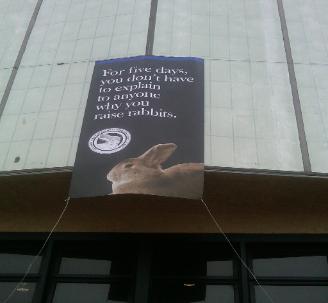 For five days,
you don't have
to explain
to anyone
why you
raise rabbits.